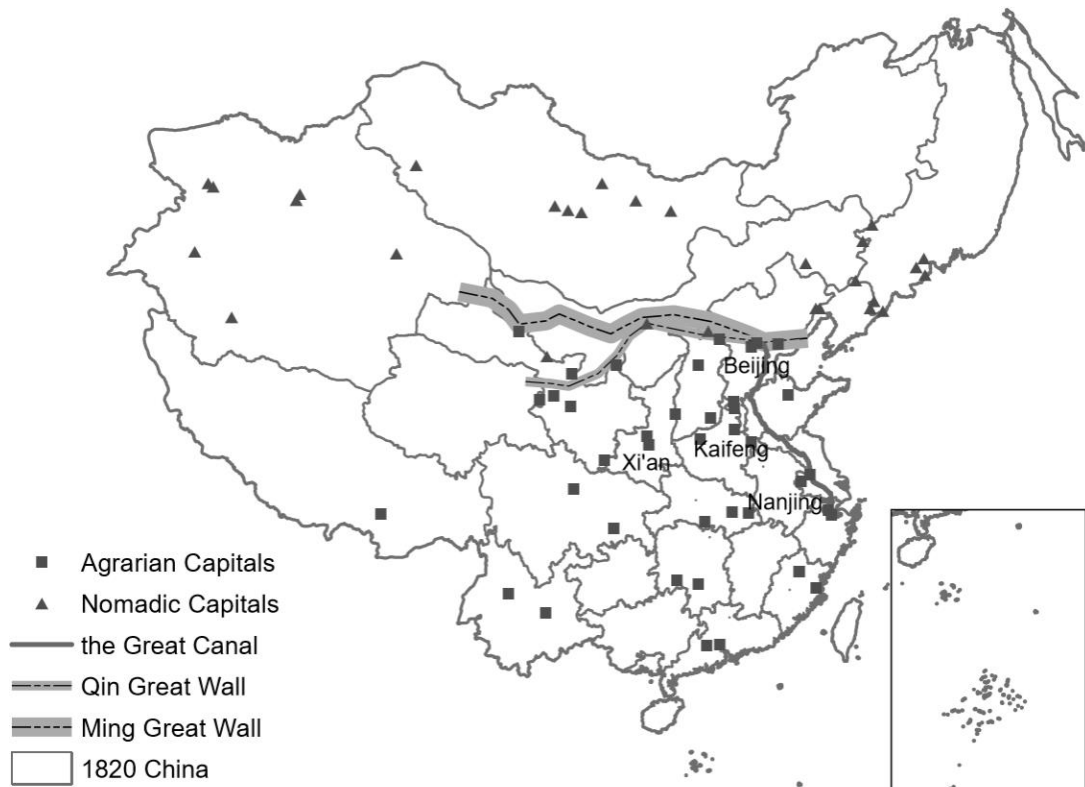 Beijing
Kaifeng
Xi'an
Nanjing
Agrarian Capitals
Nomadic Capitals
the Great Canal
Qin Great Wall
Ming Great Wall
1820 China